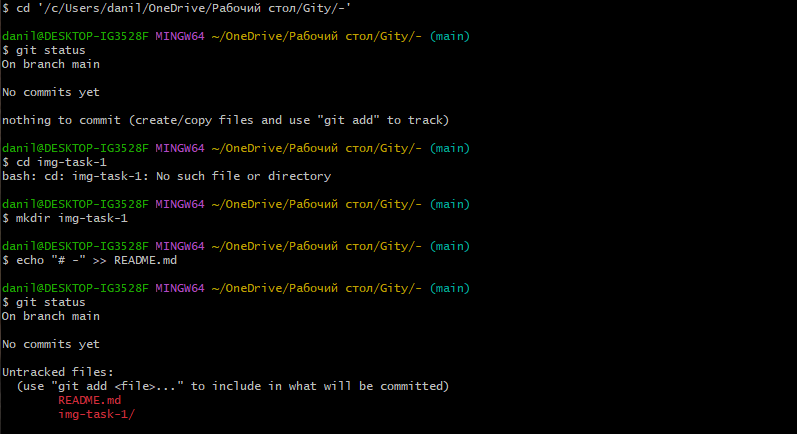 $ cd '/c/Users/danil/OneDrive/Рабочий стол/Gity/-'
danil@DESKTOP-IG3528F MINGW64 ~/OneDrive/Рабочий стол/Gity/- (main)
$ git status
On branch main
No commits yet
nothing to commit (create/copy files and use "git add" to track)
danil@DESKTOP-IG3528F MINGW64 ~/OneDrive/Рабочий стол/Gity/- (main)
$ cd img-task-1
bash: cd: img-task-1: No such file or directory
danil@DESKTOP-IG3528F MINGW64 ~/OneDrive/Рабочий стол/Gity/- (main)
$ mkdir img-task-1
danil@DESKTOP-IG3528F MINGW64 ~/OneDrive/Рабочий стол/Gity/- (main)
$ echo "# -" >> README.md
danil@DESKTOP-IG3528F MINGW64 ~/OneDrive/Рабочий стол/Gity/- (main)
$ git status
On branch main
No commits yet
Untracked files:
  (use "git add <file>..." to include in what will be committed)
        README.md
        img-task-1/